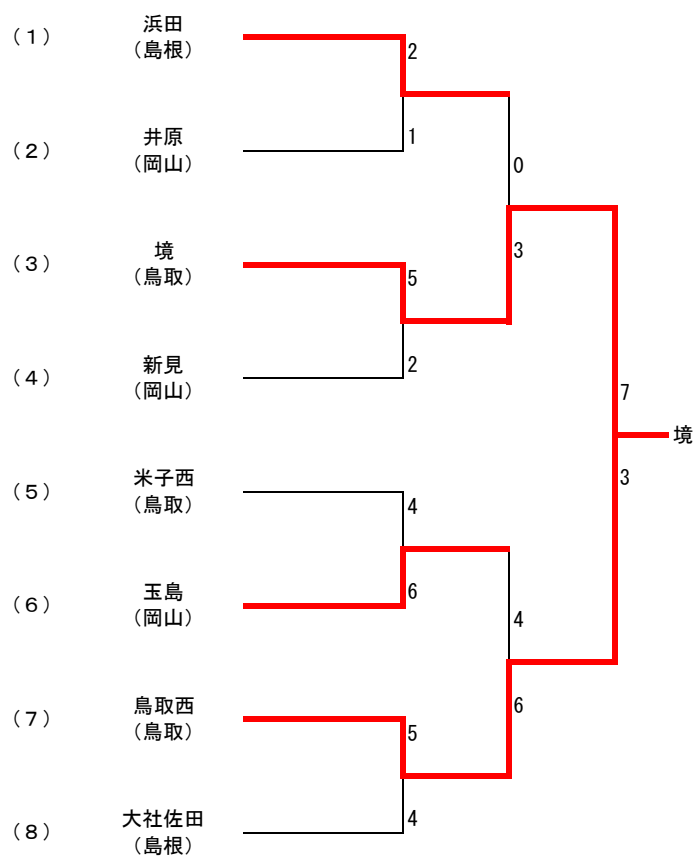 （１）
浜田
（島根）
2
1
（２）
井原
（岡山）
0
3
（３）
境
（鳥取）
5
2
（４）
新見
（岡山）
7
境
3
（５）
米子西
（鳥取）
4
6
（６）
玉島
（岡山）
4
6
（７）
鳥取西
（鳥取）
5
4
（８）
大社佐田
（島根）